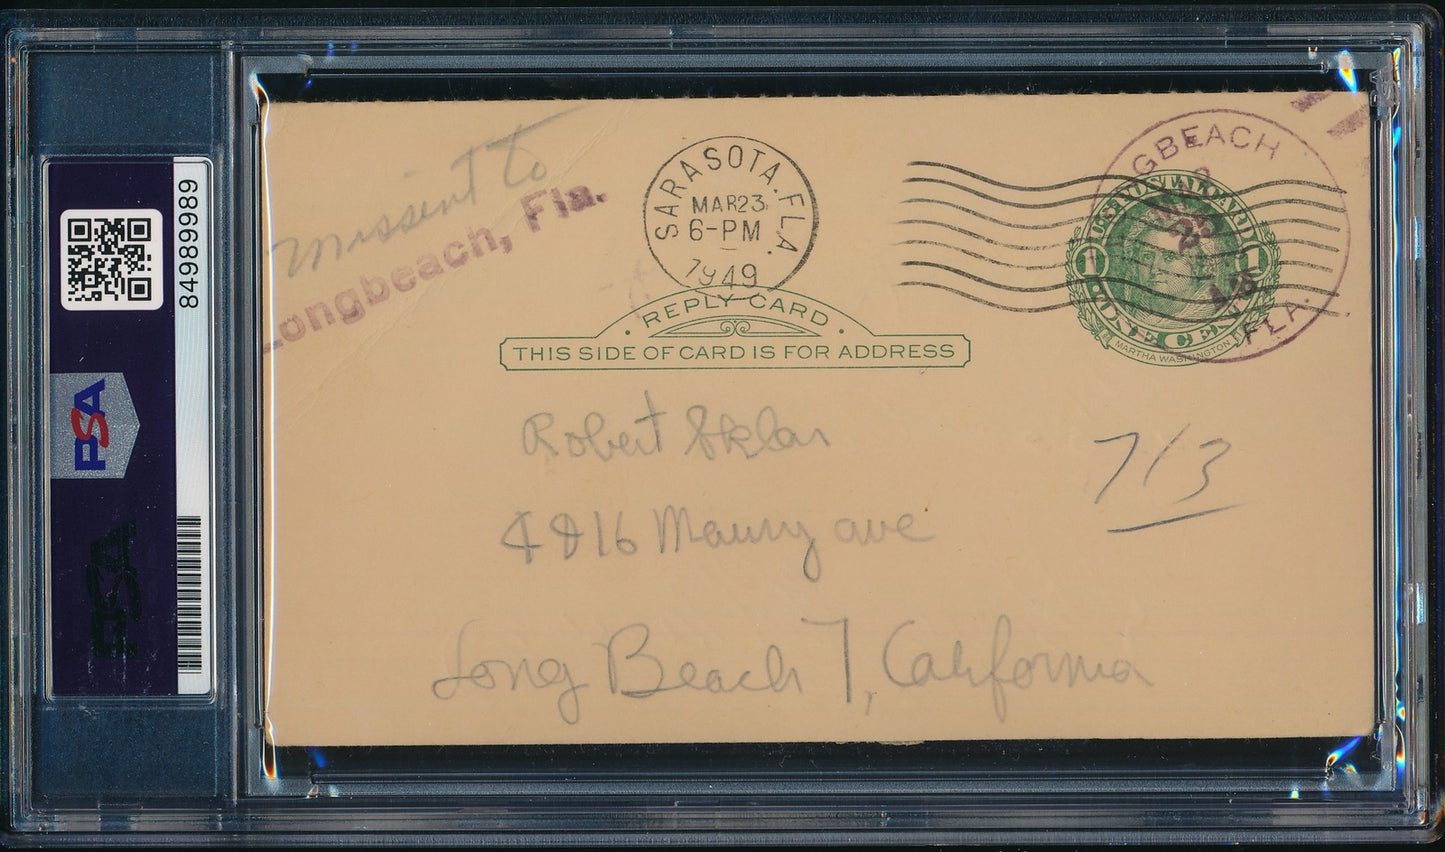 84989989
PSA
PSA
missent to
Longbeach, Fla.
SARASOTA, FLA.
MAR 23
6-PM
1949
GBEACH
FLA.
U.S. POSTAL CARD
1 1
ONE CENT
MARTHA WASHINGTON
· REPLY CARD ·
THIS SIDE OF CARD IS FOR ADDRESS
Robert Sklar
713
4816 Maury ave
Long Beach 7, California